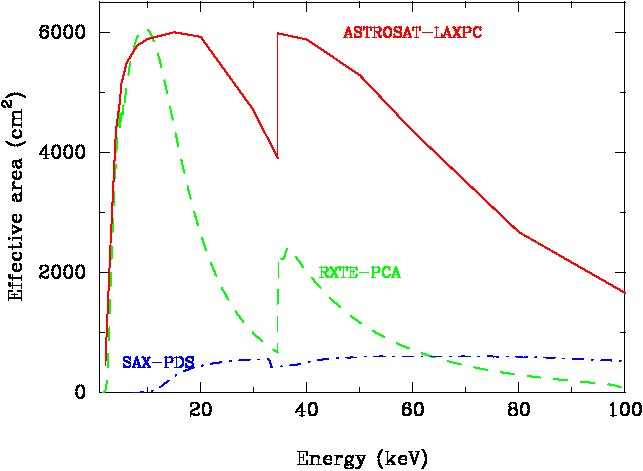 6000
ASTROSAT-LAXPC
4000
Effective area (cm²)
2000
RXTE-PCA
SAX-PDS
0
20 40 60 80 100
Energy (keV)